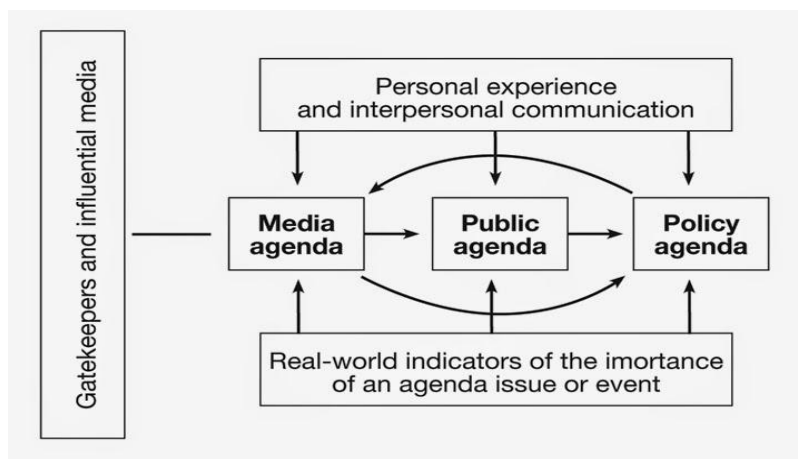 Gatekeepers and influential media
Personal experience
and interpersonal communication
Media
agenda
Public
agenda
Policy
agenda
Real-world indicators of the imortance
of an agenda issue or event